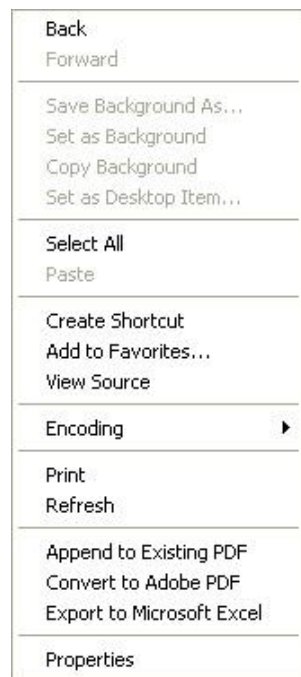 Back
Forward
Save Background As...
Set as Background
Copy Background
Set as Desktop Item...
Select All
Paste
Create Shortcut
Add to Favorites...
View Source
Encoding
Print
Refresh
Append to Existing PDF
Convert to Adobe PDF
Export to Microsoft Excel
Properties